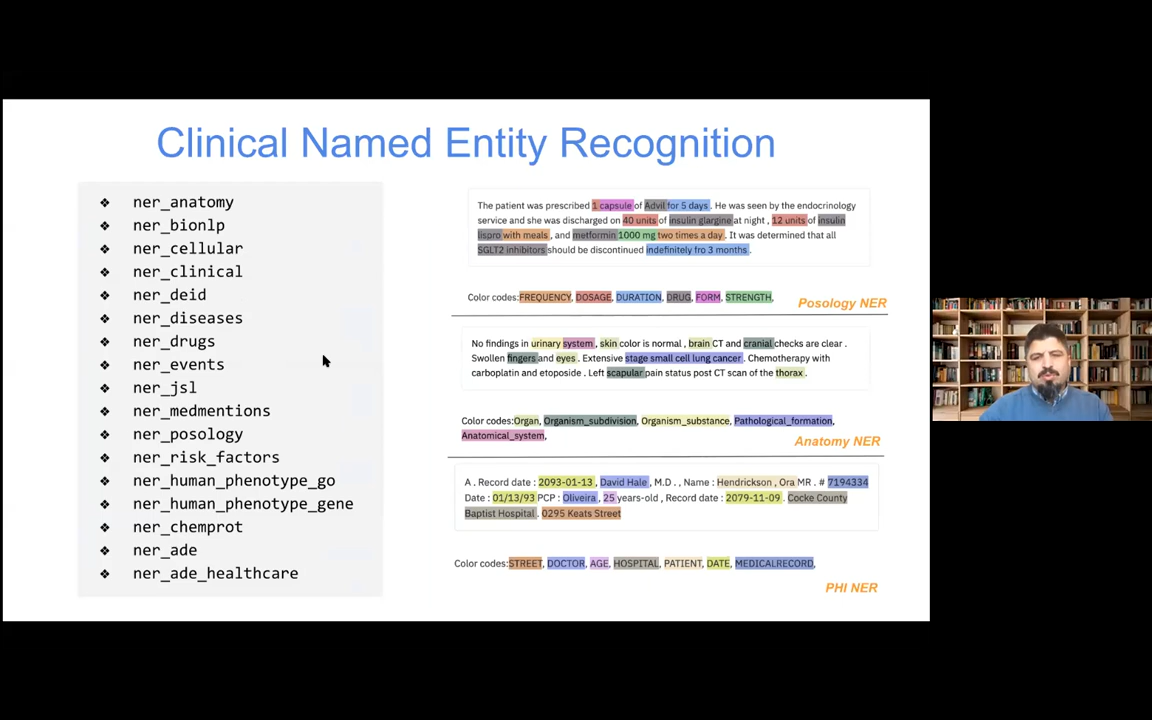 Clinical Named Entity Recognition
❖ ner_anatomy
❖ ner_bionlp
❖ ner_cellular
❖ ner_clinical
❖ ner_deid
❖ ner_diseases
❖ ner_drugs
❖ ner_events
❖ ner_jsl
❖ ner_medmentions
❖ ner_posology
❖ ner_risk_factors
❖ ner_human_phenotype_go
❖ ner_human_phenotype_gene
❖ ner_chemprot
❖ ner_ade
❖ ner_ade_healthcare
The patient was prescribed 1 capsule of Advil for 5 days . He was seen by the endocrinology
service and she was discharged on 40 units of insulin glargine at night , 12 units of insulin
lispro with meals , and metformin 1000 mg two times a day . It was determined that all
SGLT2 inhibitors should be discontinued indefinitely fro 3 months .
Color codes:FREQUENCY, DOSAGE, DURATION, DRUG, FORM, STRENGTH,
Posology NER
No findings in urinary system , skin color is normal , brain CT and cranial checks are clear .
Swollen fingers and eyes . Extensive stage small cell lung cancer . Chemotherapy with
carboplatin and etoposide . Left scapular pain status post CT scan of the thorax .
Color codes:Organ, Organism_subdivision, Organism_substance, Pathological_formation,
Anatomical_system,
Anatomy NER
A . Record date : 2093-01-13 , David Hale , M.D . , Name : Hendrickson , Ora MR . # 7194334
Date : 01/13/93 PCP : Oliveira , 25 years-old , Record date : 2079-11-09 . Cocke County
Baptist Hospital . 0295 Keats Street
Color codes:STREET, DOCTOR, AGE, HOSPITAL, PATIENT, DATE, MEDICALRECORD,
PHI NER